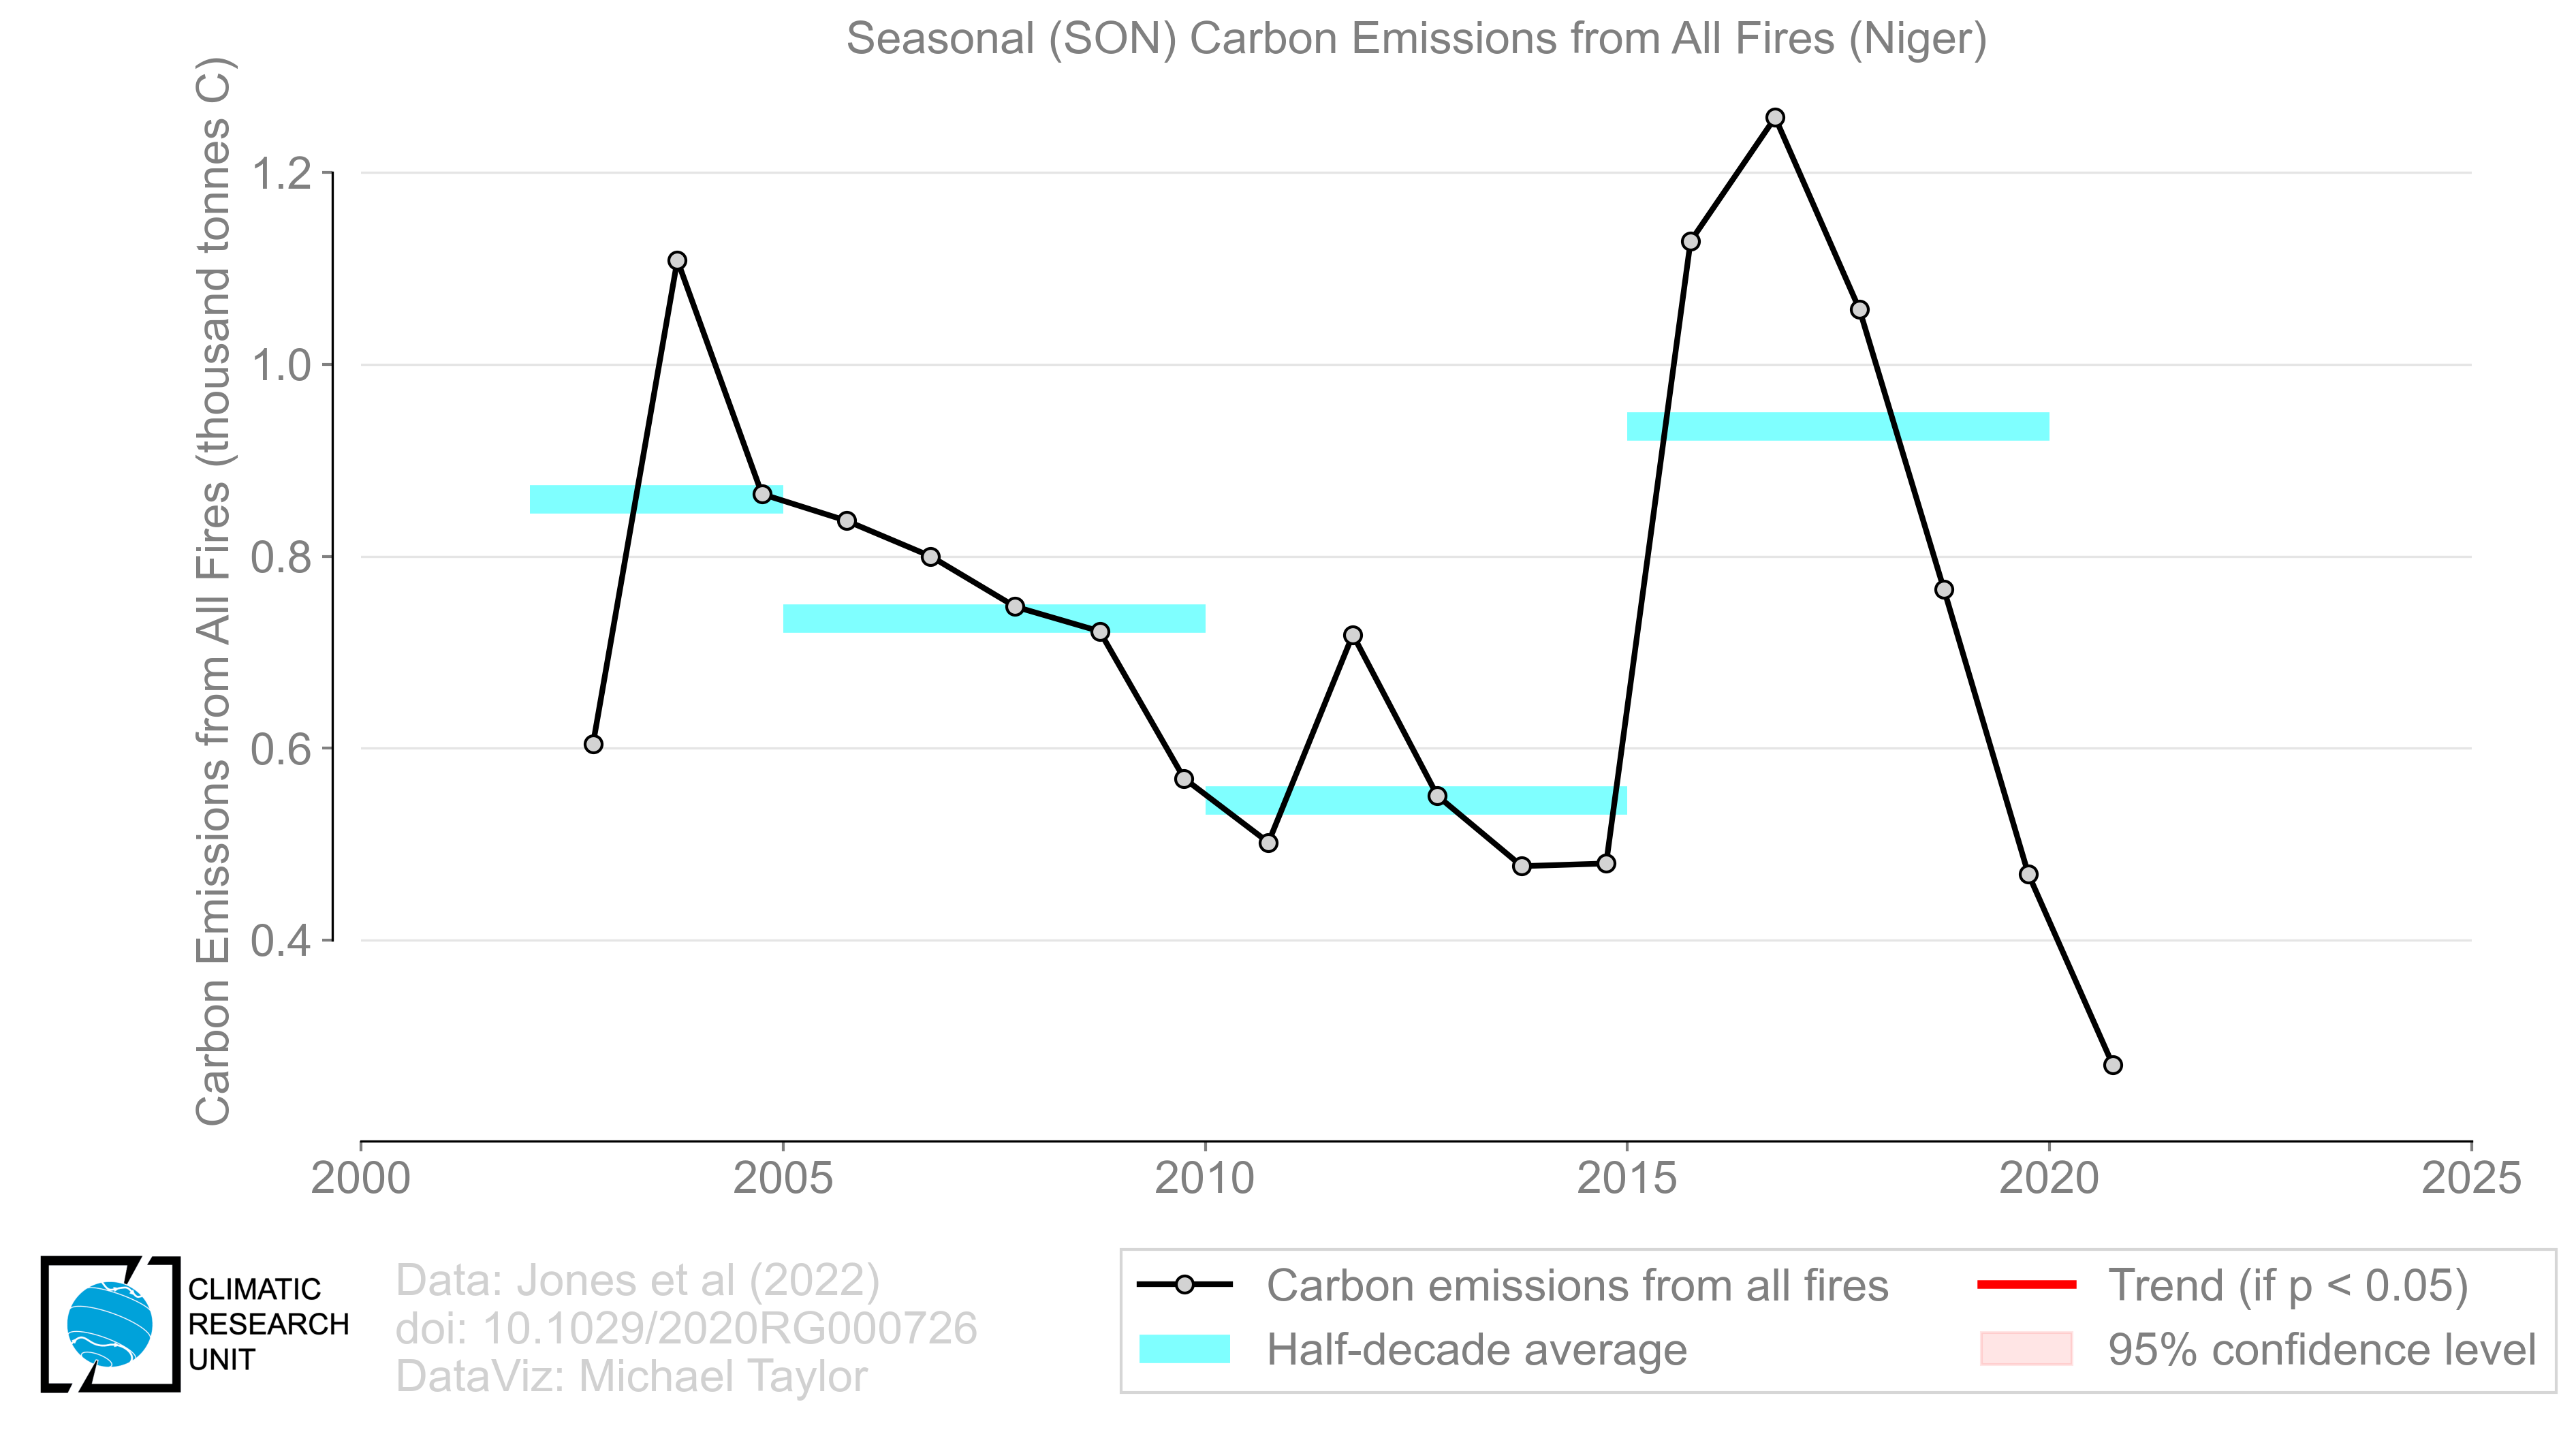 Seasonal (SON) Carbon Emissions from All Fires (Niger)
Carbon Emissions from All Fires (thousand tonnes C)
1.2
1.0
0.8
0.6
0.4
2000 2005 2010 2015 2020 2025
CLIMATIC
RESEARCH
UNIT
Data: Jones et al (2022)
doi: 10.1029/2020RG000726
DataViz: Michael Taylor
Carbon emissions from all fires
Half-decade average
Trend (if p < 0.05)
95% confidence level